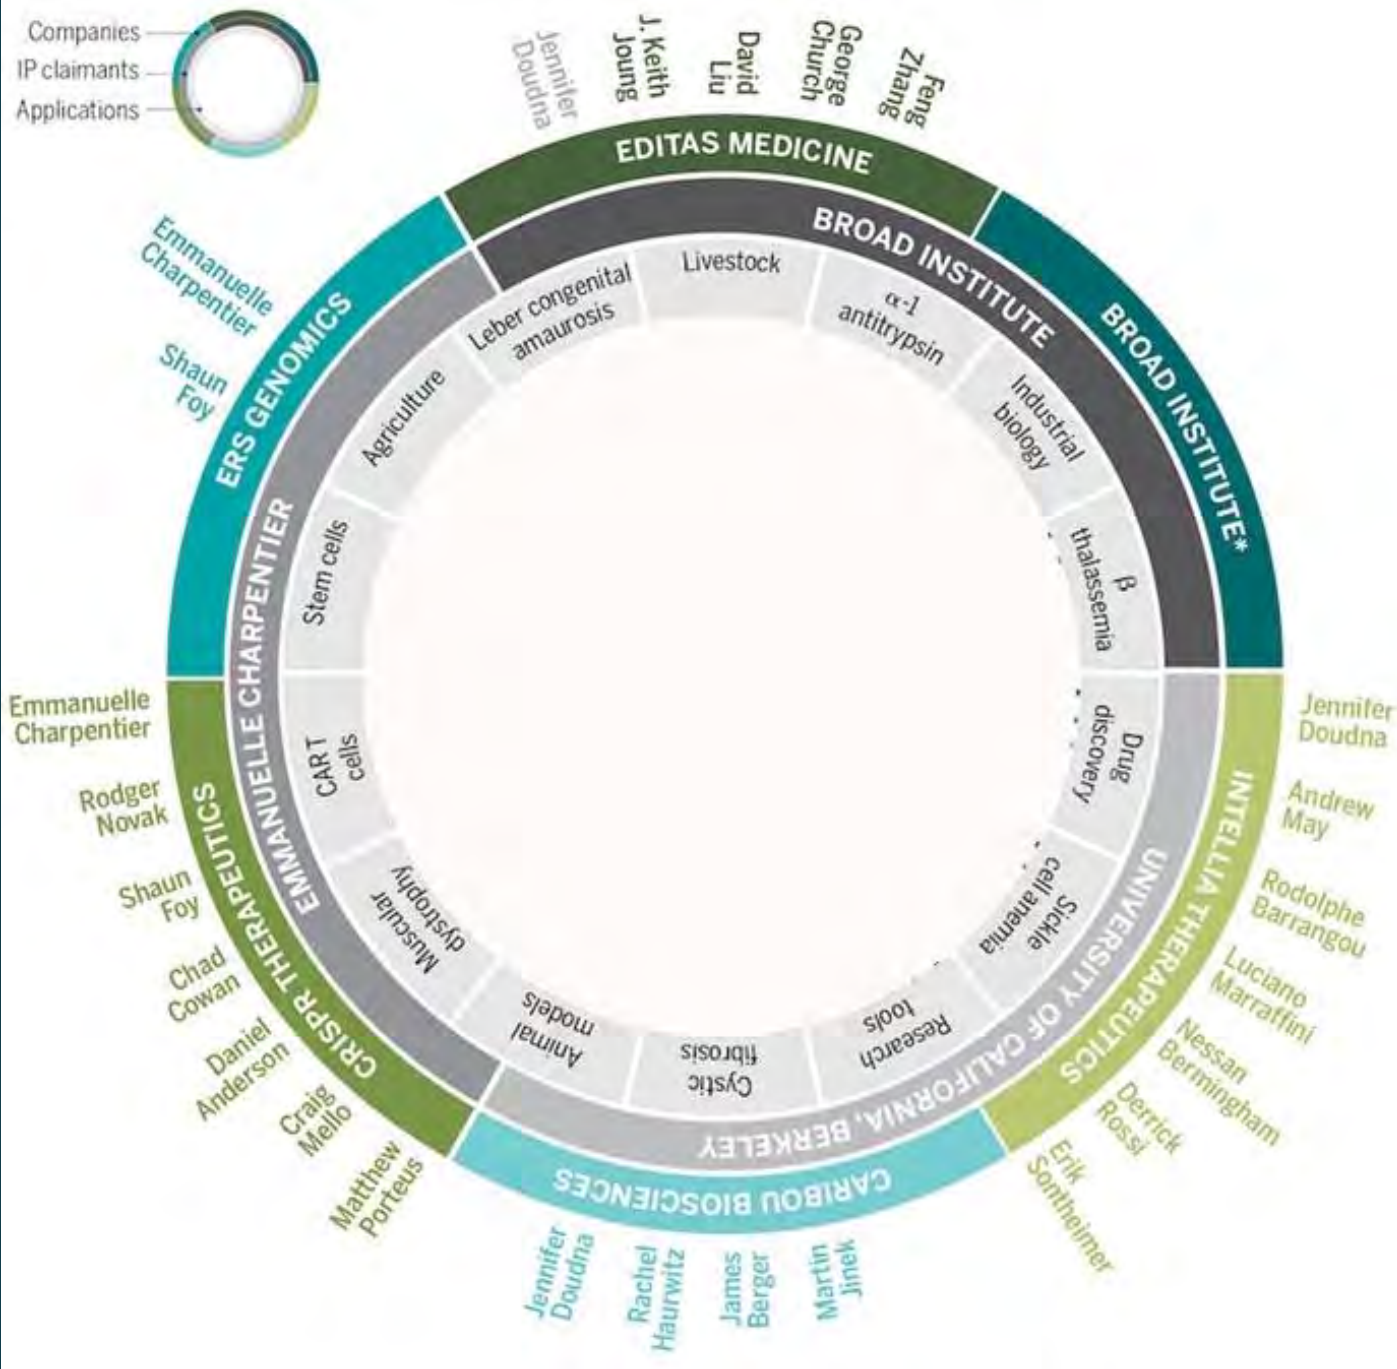 Companies
IP claimants
Applications
Jennifer
Doudna
J. Keith
Joung
David
Liu
George
Church
Feng
Zhang
EDITAS MEDICINE
BROAD INSTITUTE
BROAD INSTITUTE*
Emmanuelle
Charpentier
Shaun
Foy
ERS GENOMICS
EMMANUELLE CHARPENTIER
Leber congenital
amaurosis
Livestock
α-1
antitrypsin
Industrial
biology
β
thalassemia
Drug
discovery
Sickle
cell anemia
Research
tools
Cystic
fibrosis
Animal
models
Muscular
dystrophy
CAR T
cells
Stem cells
Agriculture
Jennifer
Doudna
Andrew
May
Rodolphe
Barrangou
Luciano
Marraffini
Nessan
Bermingham
Derrick
Rossi
Erik
Sontheimer
INTELLIA THERAPEUTICS
UNIVERSITY OF CALIFORNIA, BERKELEY
CARIBOU BIOSCIENCES
Jennifer
Doudna
Rachel
Haurwitz
James
Berger
Martin
Jinek
CRISPR THERAPEUTICS
Emmanuelle
Charpentier
Rodger
Novak
Shaun
Foy
Chad
Cowan
Daniel
Anderson
Craig
Mello
Matthew
Porteus